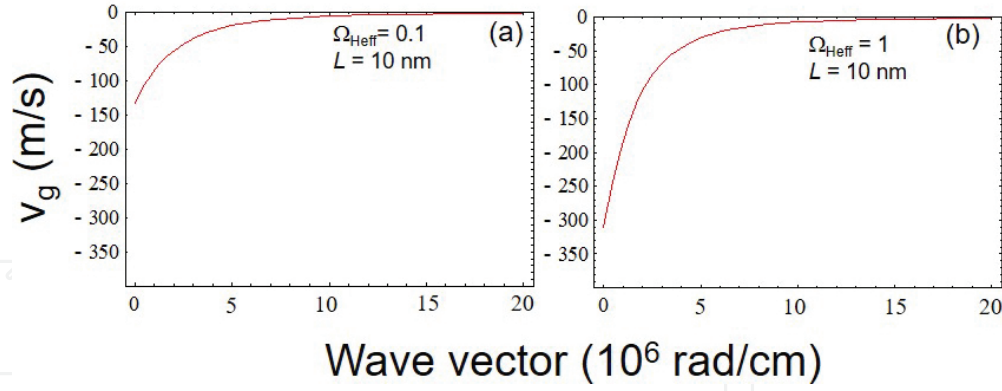 0
- 50
- 100
- 150
- 200
- 250
- 300
- 350
v_g (m/s)
Ω_Heff= 0.1
L = 10 nm
(a)
0 5 10 15 20
0
- 50
- 100
- 150
- 200
- 250
- 300
- 350
Ω_Heff = 1
L = 10 nm
(b)
0 5 10 15 20
Wave vector (10⁶ rad/cm)